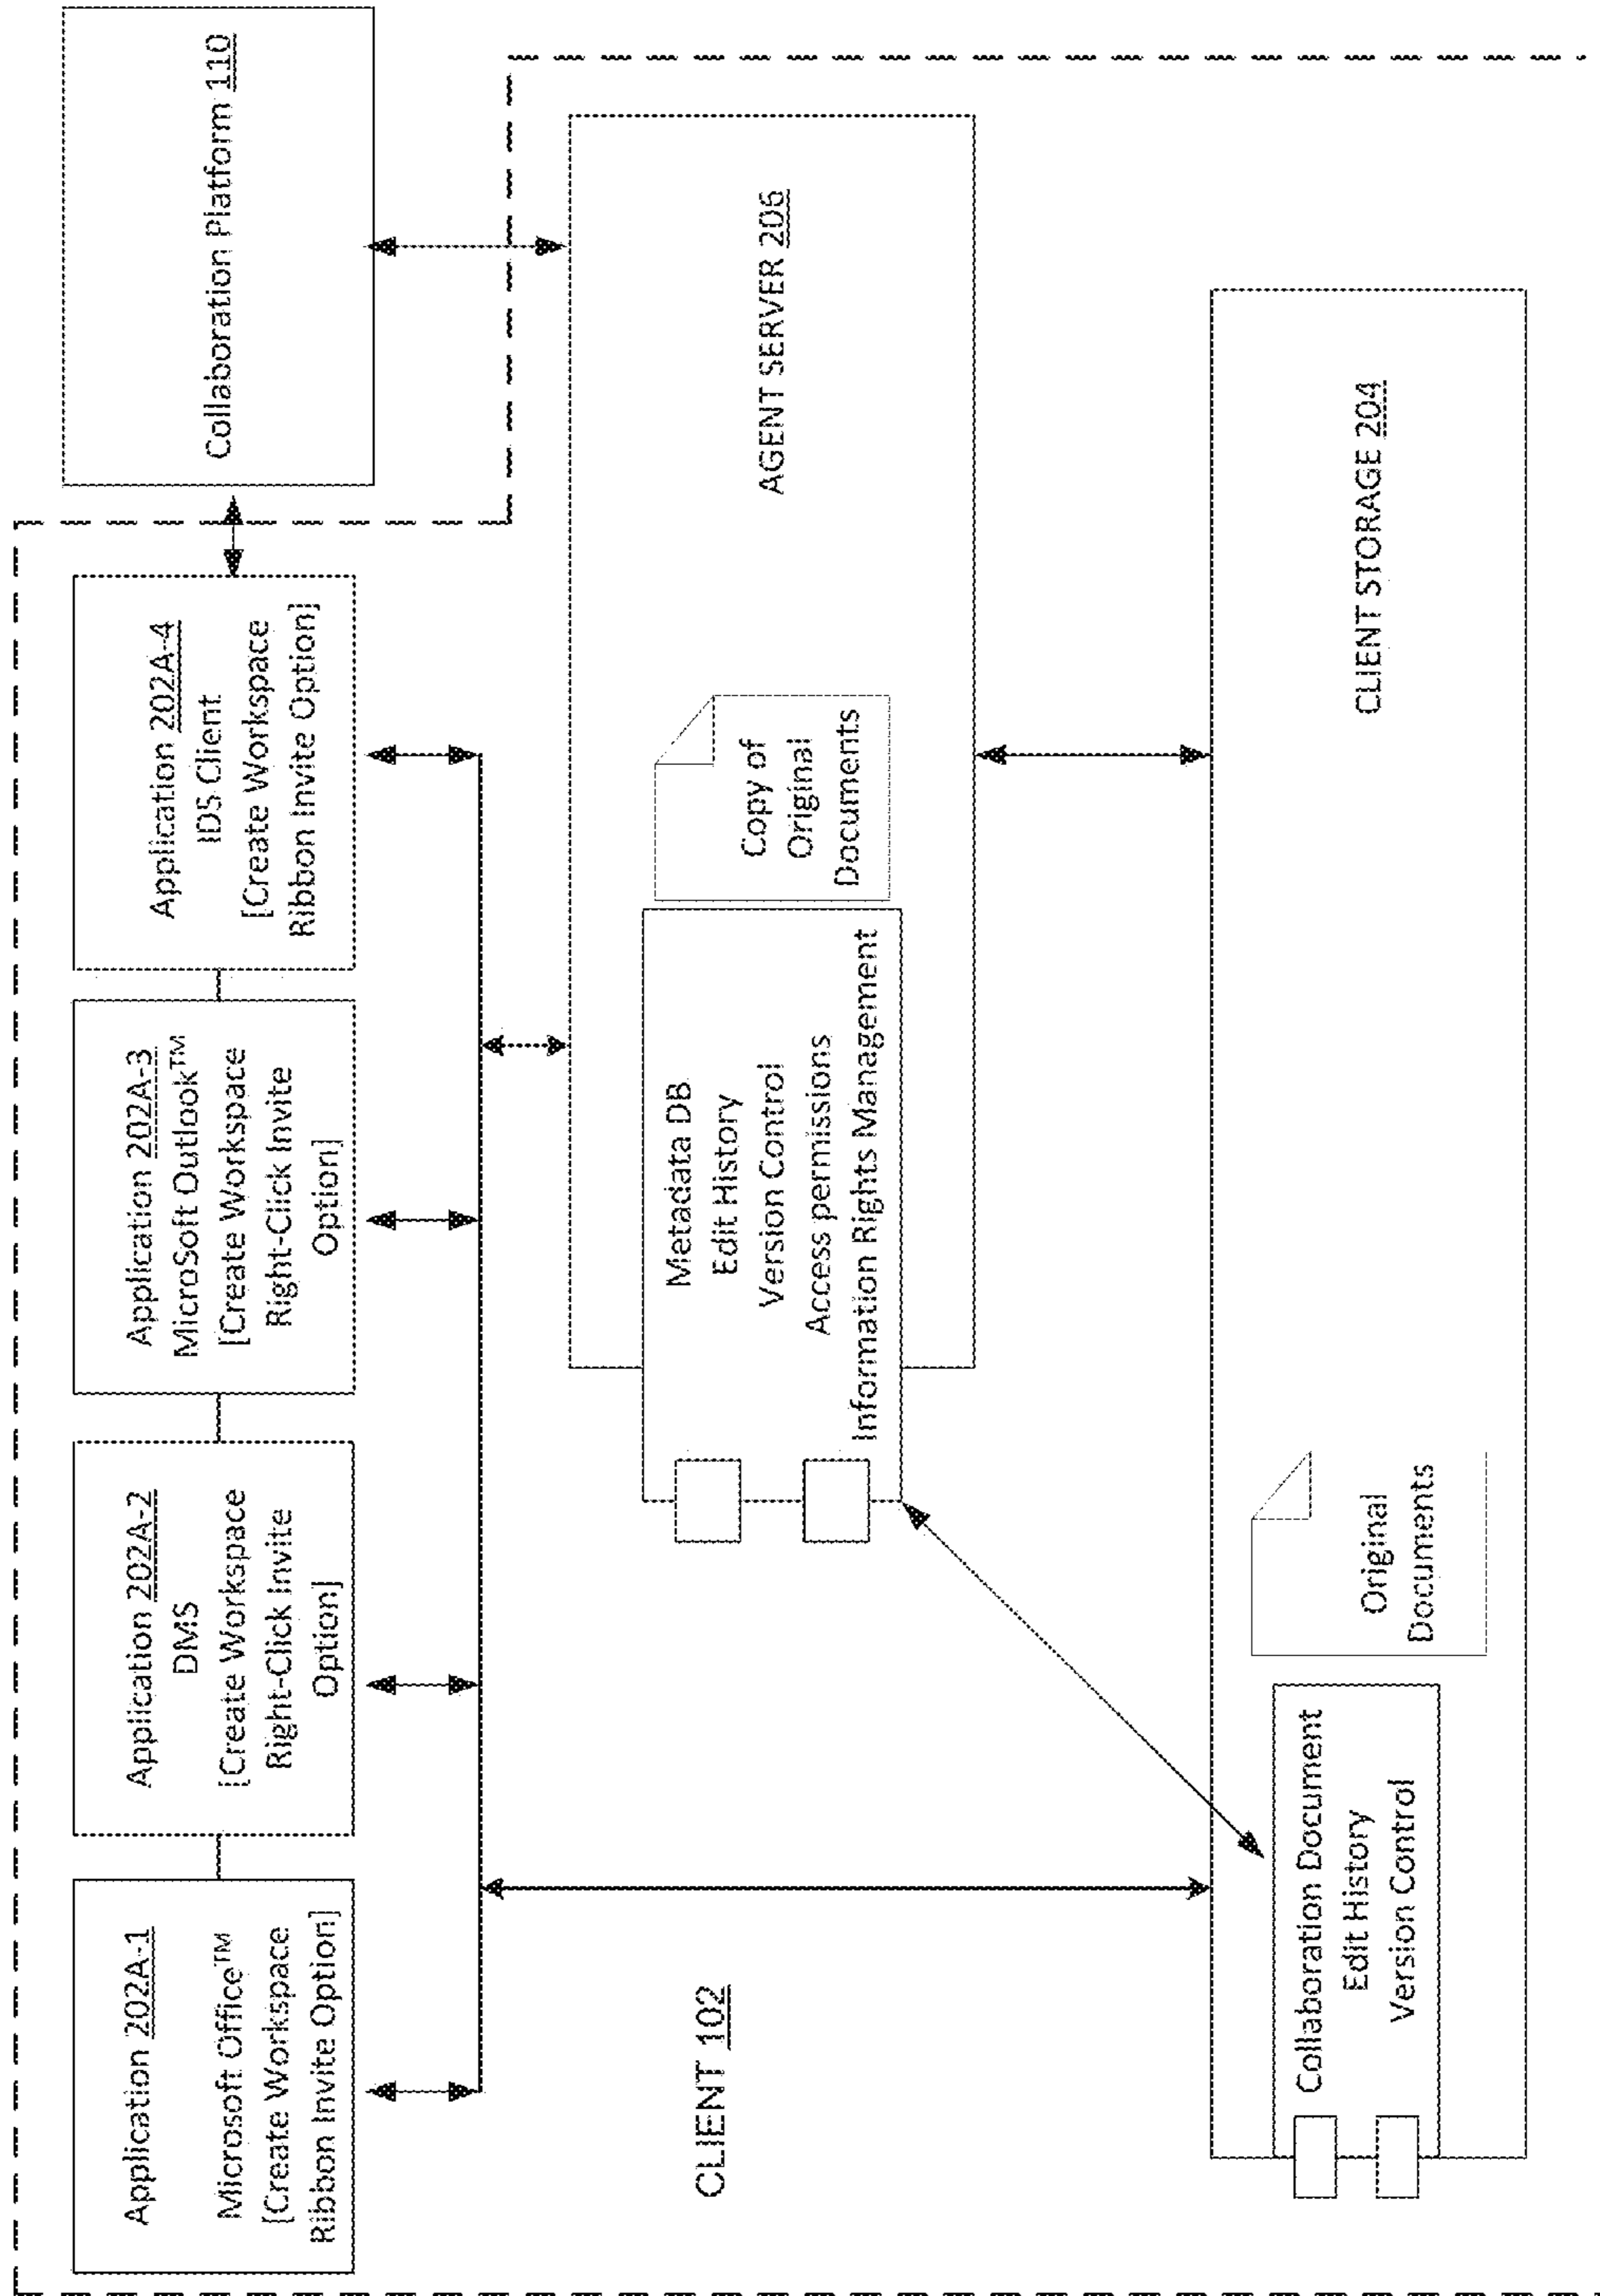 Application 202A-1
Microsoft Office™
[Create Workspace
Ribbon Invite Option]
Application 202A-2
DMS
[Create Workspace
Right-Click Invite
Option]
Application 202A-3
MicroSoft Outlook™
[Create Workspace
Right-Click Invite
Option]
Application 202A-4
IDS Client
[Create Workspace
Ribbon Invite Option]
Collaboration Platform 110
CLIENT 102
Metadata DB
Edit History
Version Control
Access permissions
Information Rights Management
Copy of
Original
Documents
AGENT SERVER 206
Collaboration Document
Edit History
Version Control
Original
Documents
CLIENT STORAGE 204